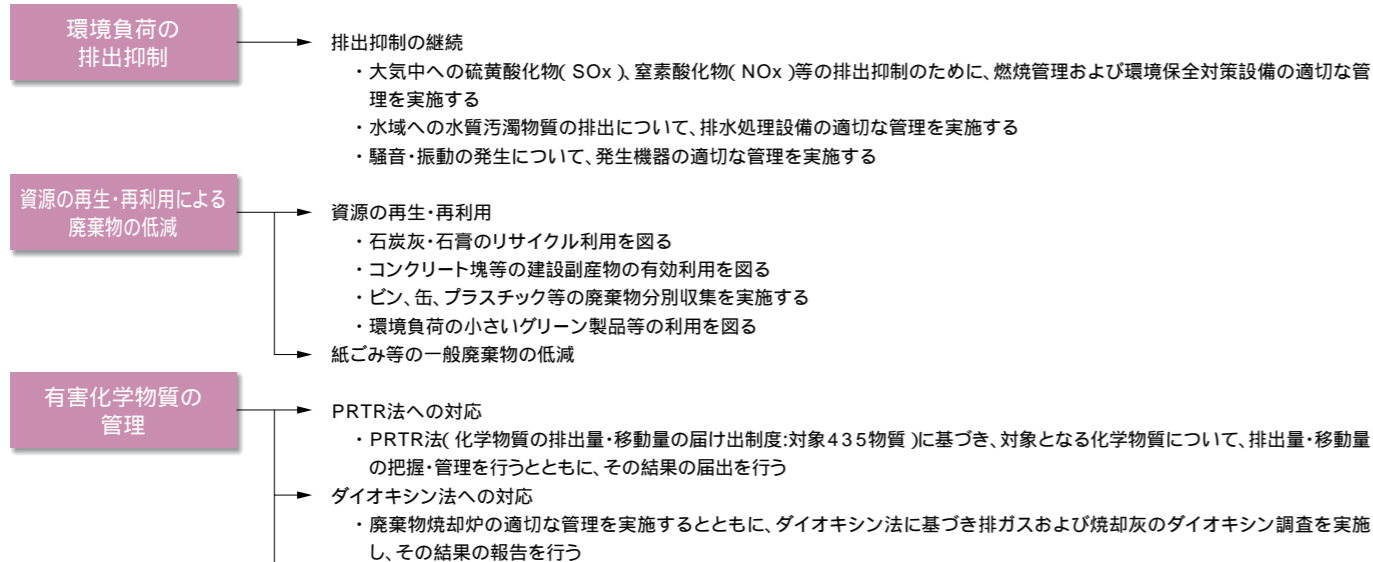 環境負荷の
排出抑制
排出抑制の継続
・大気中への硫黄酸化物( SOx )、窒素酸化物( NOx )等の排出抑制のために、燃焼管理および環境保全対策設備の適切な管
理を実施する
・水域への水質汚濁物質の排出について、排水処理設備の適切な管理を実施する
・騒音・振動の発生について、発生機器の適切な管理を実施する
資源の再生・再利用による
廃棄物の低減
資源の再生・再利用
・石炭灰・石膏のリサイクル利用を図る
・コンクリート塊等の建設副産物の有効利用を図る
・ビン、缶、プラスチック等の廃棄物分別収集を実施する
・環境負荷の小さいグリーン製品等の利用を図る
紙ごみ等の一般廃棄物の低減
有害化学物質の
管理
PRTR法への対応
・PRTR法( 化学物質の排出量・移動量の届け出制度:対象435物質 )に基づき、対象となる化学物質について、排出量・移動量
の把握・管理を行うとともに、その結果の届出を行う
ダイオキシン法への対応
・廃棄物焼却炉の適切な管理を実施するとともに、ダイオキシン法に基づき排ガスおよび焼却灰のダイオキシン調査を実施
し、その結果の報告を行う